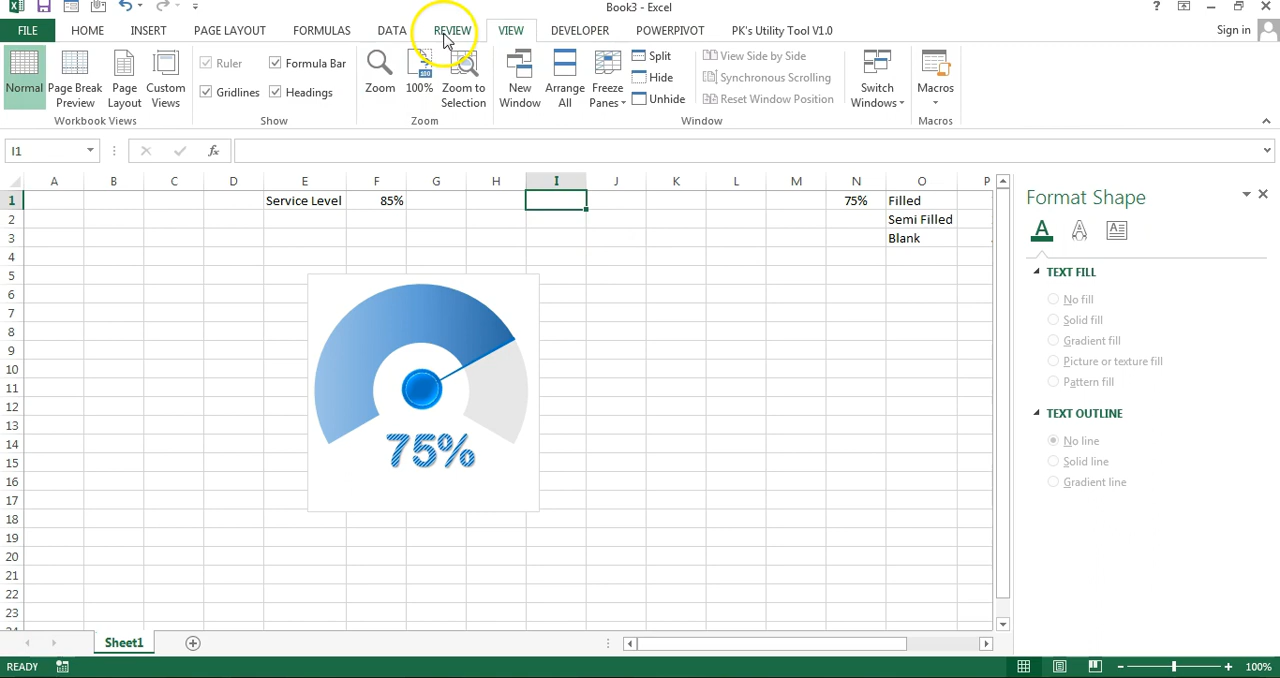 Book3 - Excel
? 
FILE HOME INSERT PAGE LAYOUT FORMULAS DATA REVIEW VIEW DEVELOPER POWERPIVOT PK's Utility Tool V1.0 Sign in
Normal Page Break Preview Page Layout Custom Views
Workbook Views
Ruler Formula Bar
Gridlines Headings
Show
Zoom 100% Zoom to Selection
Zoom
New Window Arrange All Freeze Panes
Split
Hide
Unhide
View Side by Side
Synchronous Scrolling
Reset Window Position
Switch Windows
Window
Macros
Macros
I1 fx
A B C D E F G H I J K L M N O P
1 Service Level 85% 75% Filled
2 Semi Filled
3 Blank
4
5
6
7
8
9
10
11
12
13
14
15
16
17
18
19
20
21
22
23
75%
Format Shape
A A
TEXT FILL
No fill
Solid fill
Gradient fill
Picture or texture fill
Pattern fill
TEXT OUTLINE
No line
Solid line
Gradient line
Sheet1
READY 100%